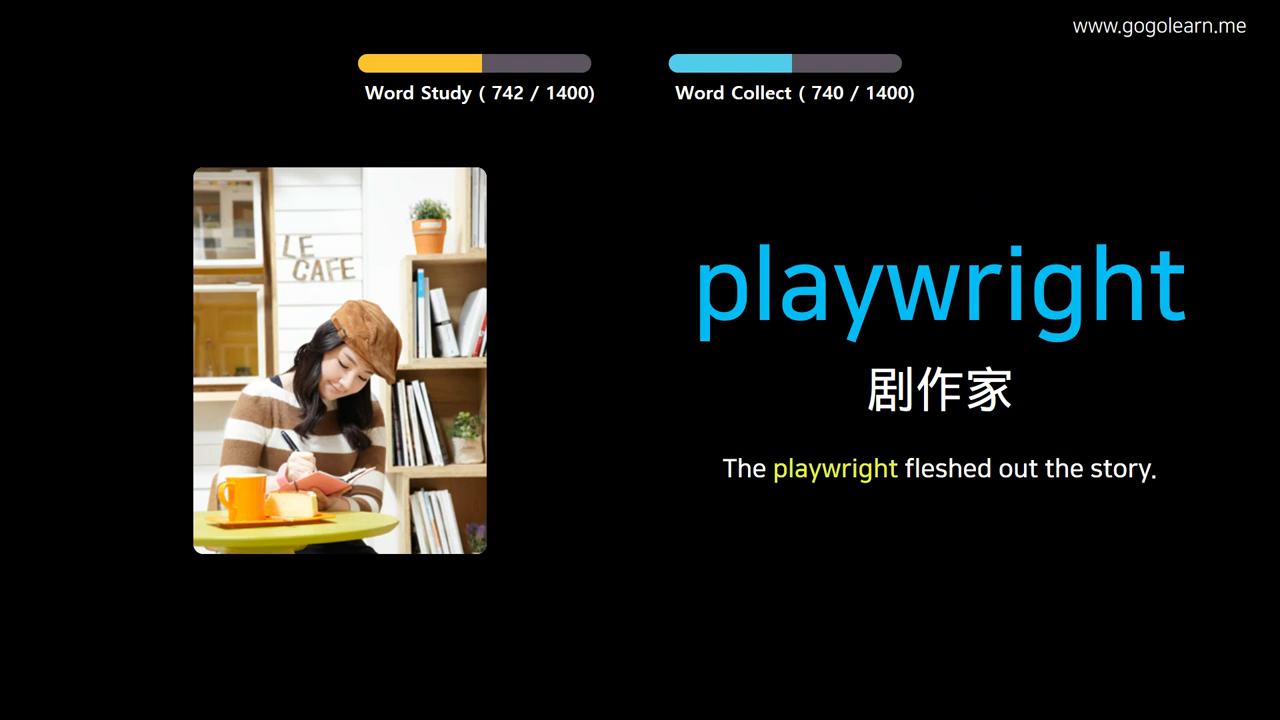 www.gogolearn.me
Word Study ( 742 / 1400)
Word Collect ( 740 / 1400)
LE
CAFE
playwright
剧作家
The playwright fleshed out the story.